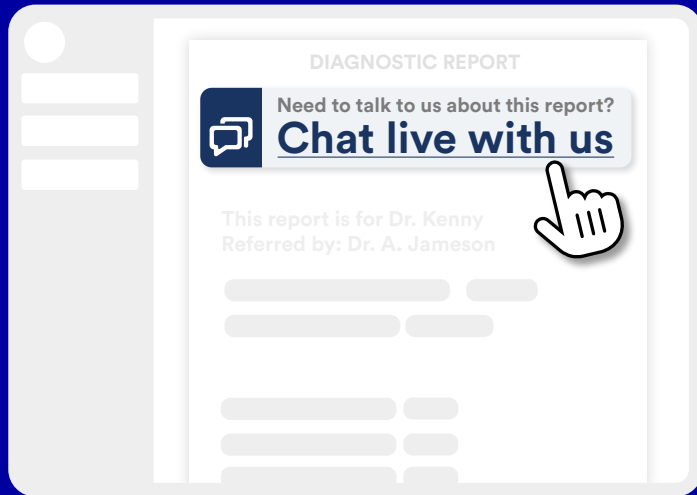 DIAGNOSTIC REPORT
Need to talk to us about this report?
Chat live with us
This report is for Dr. Kenny
Referred by: Dr. A. Jameson